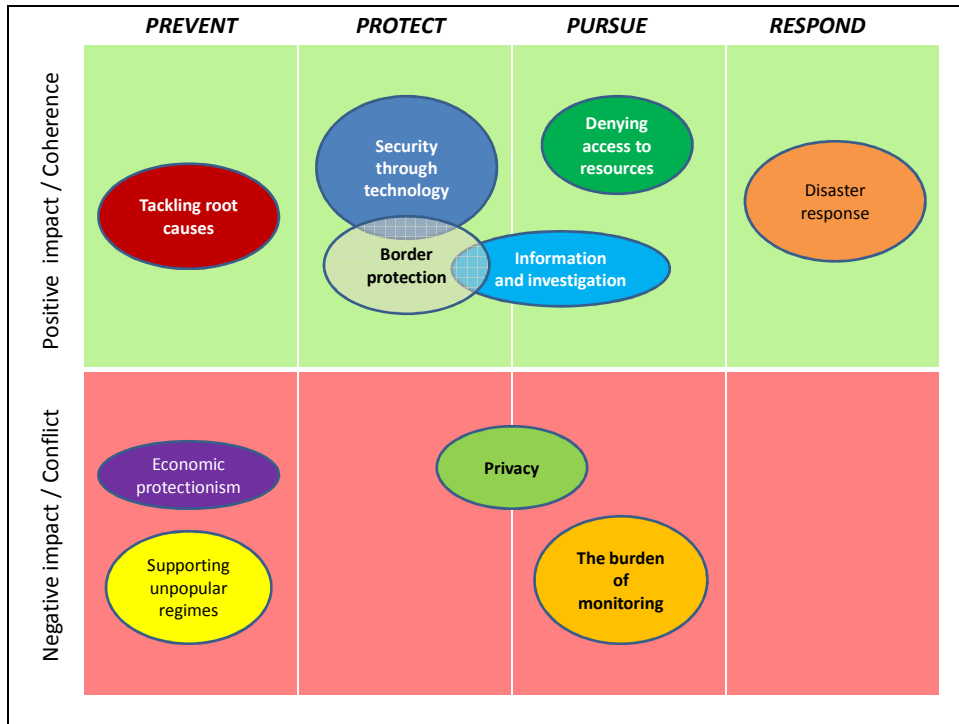 PREVENT
PROTECT
PURSUE
RESPOND
Positive impact / Coherence
Tackling root
causes
Security
through
technology
Border
protection
Denying
access to
resources
Information
and investigation
Disaster
response
Negative impact / Conflict
Economic
protectionism
Supporting
unpopular
regimes
Privacy
The burden
of
monitoring